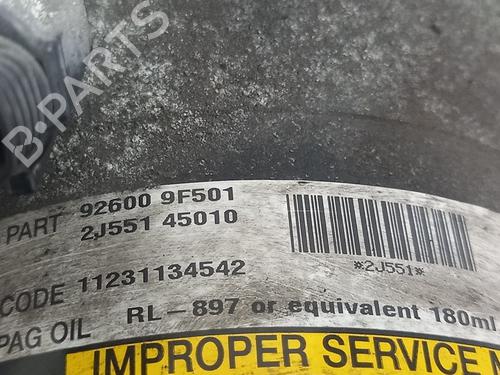 B-PARTS
PART 92600 9F501
2J551 45010
*2J551*
CODE 11231134542
PAG OIL RL-897 or equivalent 180ml
IMPROPER SERVICE